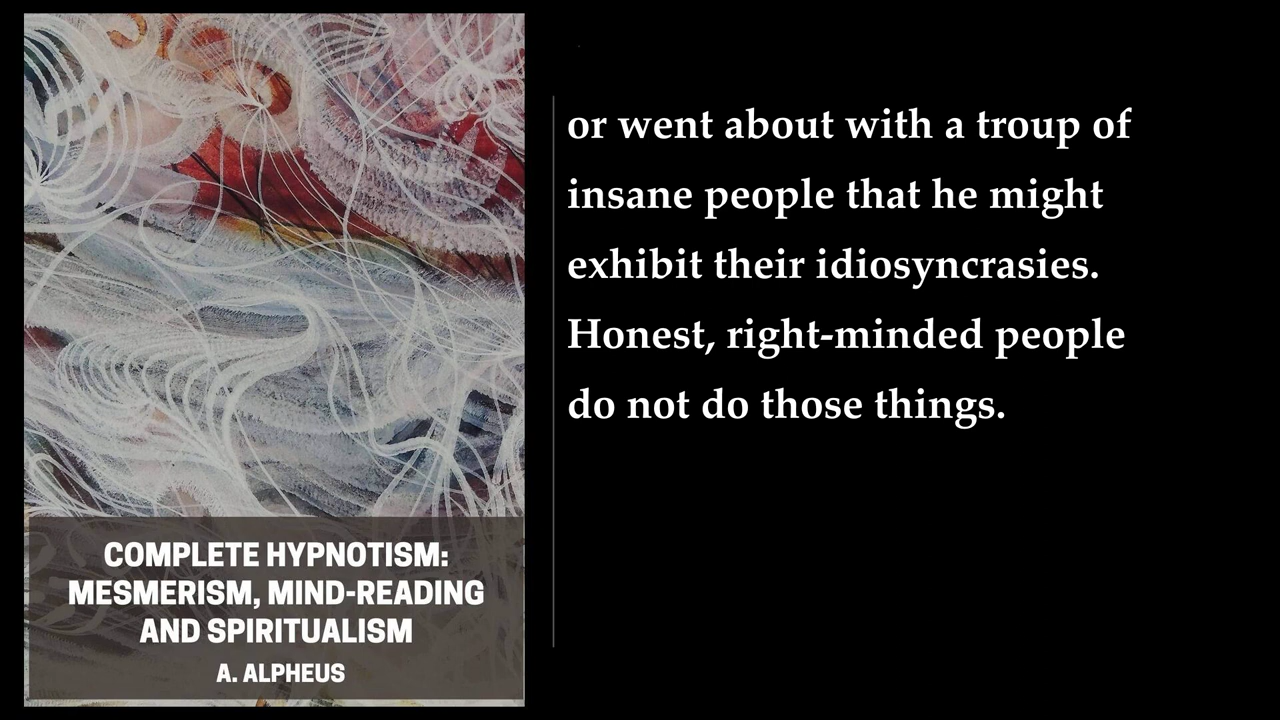 or went about with a troup of
insane people that he might
exhibit their idiosyncrasies.
Honest, right-minded people
do not do those things.
COMPLETE HYPNOTISM:
MESMERISM, MIND-READING
AND SPIRITUALISM
A. ALPHEUS